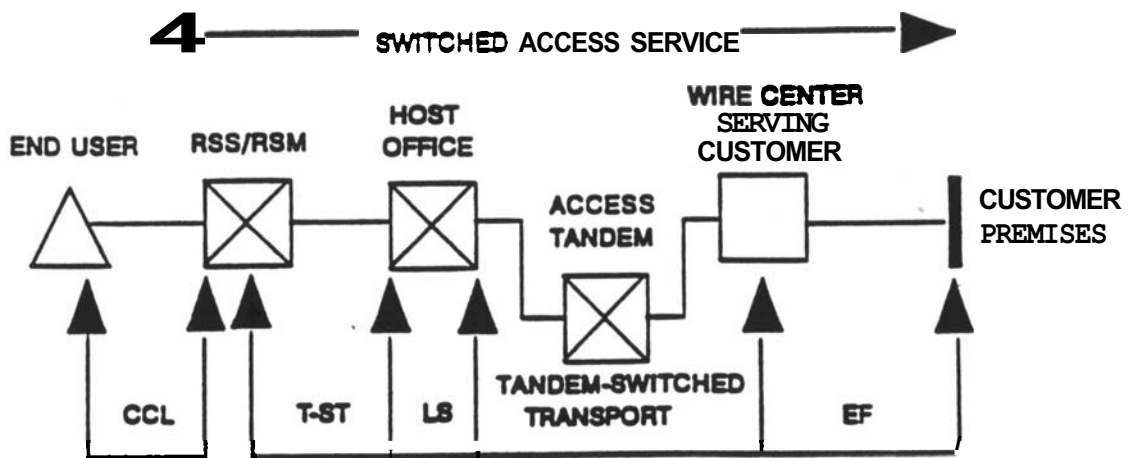 4 SWITCHED ACCESS SERVICE
END USER
RSS/RSM
HOST
OFFICE
ACCESS
TANDEM
WIRE CENTER
SERVING
CUSTOMER
CUSTOMER
PREMISES
TANDEM-SWITCHED
TRANSPORT
CCL
T-ST
LS
EF